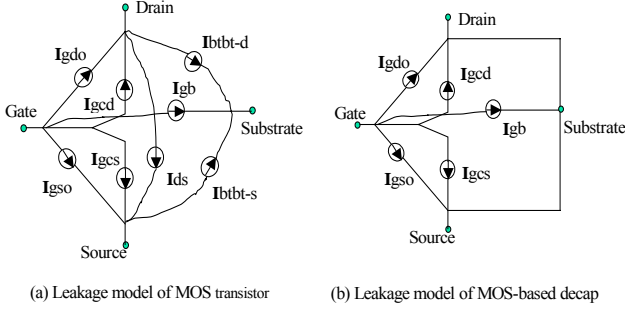 Drain
Igdo
Ibtbt-d
Igcd
Igb
Gate
Substrate
Igso
Igcs
Ids
Ibtbt-s
Source
(a) Leakage model of MOS transistor
Drain
Igdo
Igcd
Gate
Igb
Substrate
Igso
Igcs
Source
(b) Leakage model of MOS-based decap